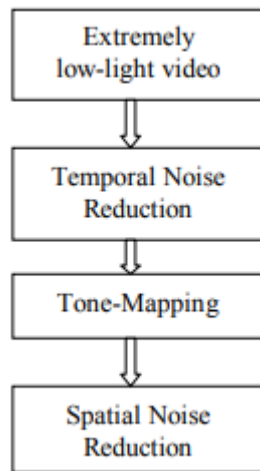 Extremely
low-light video
Temporal Noise
Reduction
Tone-Mapping
Spatial Noise
Reduction